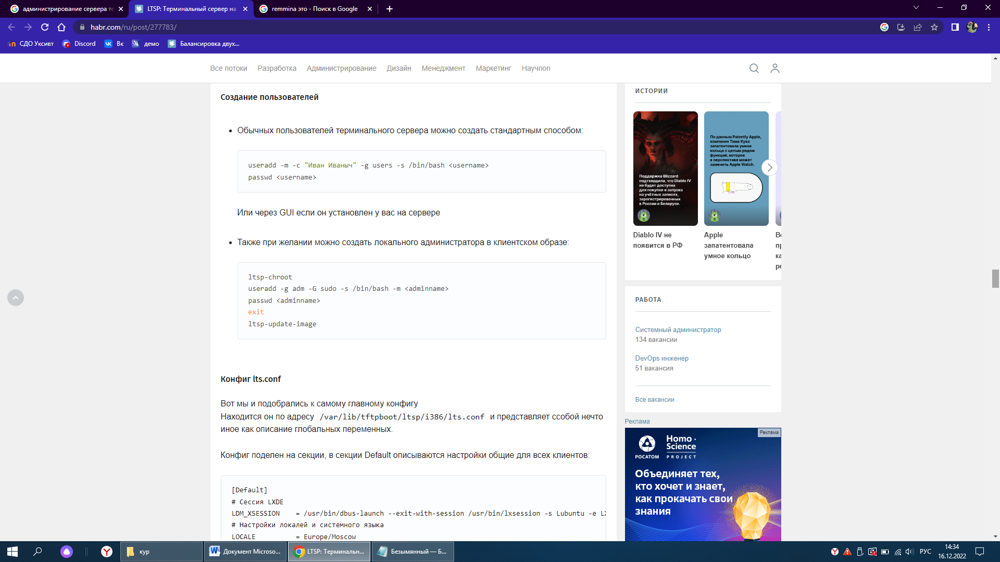 администрирование сервера те
LTSP: Терминальный сервер на
remmina это - Поиск в Google
habr.com/ru/post/277783/
СДО Уксивт
Discord
Вк
демо
Балансировка двух...
Все потоки
Разработка
Администрирование
Дизайн
Менеджмент
Маркетинг
Научпоп
Создание пользователей
Обычных пользователей терминального сервера можно создать стандартным способом:
useradd -m -c "Иван Иваныч" -g users -s /bin/bash <username>
passwd <username>
Или через GUI если он установлен у вас на сервере
Также при желании можно создать локального администратора в клиентском образе:
ltsp-chroot
useradd -g adm -G sudo -s /bin/bash -m <adminname>
passwd <adminname>
exit
ltsp-update-image
Конфиг lts.conf
Вот мы и подобрались к самому главному конфигу
Находится он по адресу /var/lib/tftpboot/ltsp/i386/lts.conf и представляет ссобой нечто
иное как описание глобальных переменных.
Конфиг поделен на секции, в секции Default описываются настройки общие для всех клиентов:
[Default]
# Сессия LXDE
LDM_XSESSION = /usr/bin/dbus-launch --exit-with-session /usr/bin/lxsession -s Lubuntu -e LX
# Настройки локалей и системного языка
LOCALE = Europe/Moscow
ИСТОРИИ
Поддержка Blizzard
подтвердила, что Diablo IV
не будет доступна
для покупки и запуска
на учётных записях,
зарегистрированных
в России и Беларуси.
Diablo IV не
появится в РФ
По данным Patently Apple,
компания Тима Кука
запатентовала умное
кольцо с целым рядом
функций, которое
в перспективе может
заменить Apple Watch.
Apple
запатентовала
умное кольцо
РАБОТА
Системный администратор
134 вакансии
DevOps инженер
51 вакансия
Все вакансии
Реклама
Реклама
РОСАТОМ
Homo ·
Science
PROJECT
Объединяет тех,
кто хочет и знает,
как прокачать свои
знания
кур
Документ Microso...
LTSP: Терминальн...
Безымянный — Б...
РУС
14:34
16.12.2022